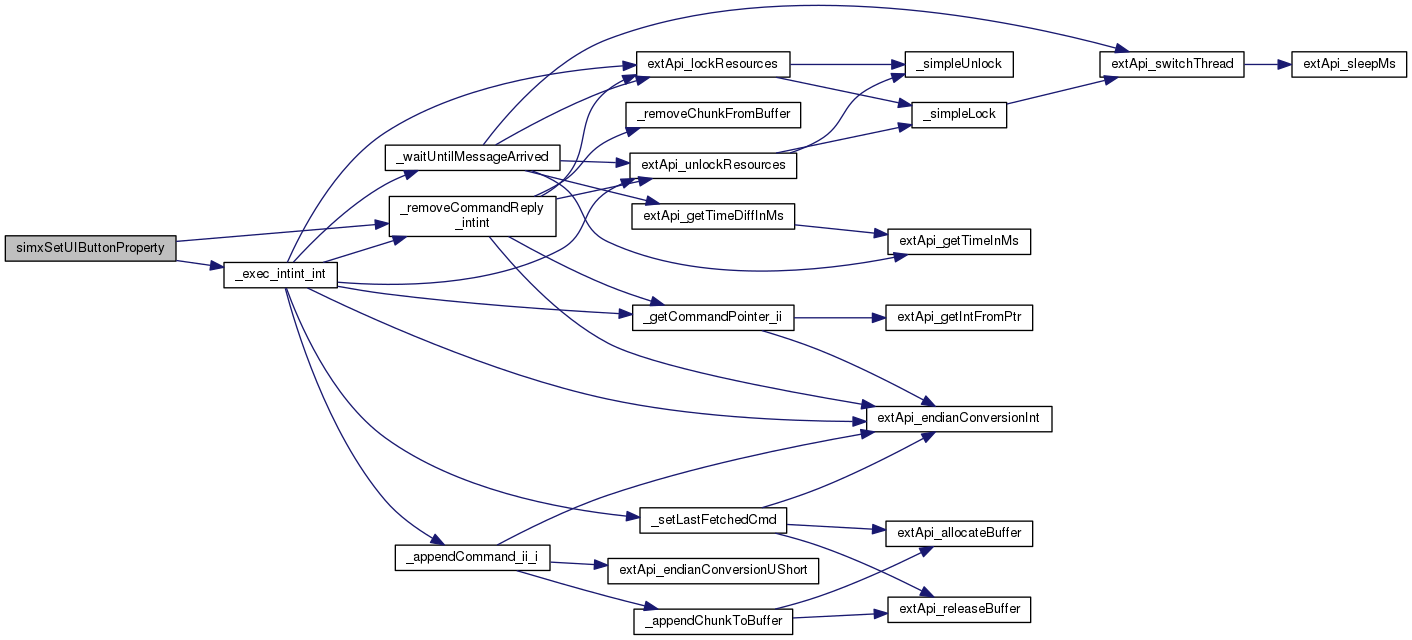 simxSetUIButtonProperty
_exec_intint_int
_waitUntilMessageArrived
_removeCommandReply
_intint
_appendCommand_ii_i
extApi_lockResources
_removeChunkFromBuffer
extApi_unlockResources
extApi_getTimeDiffInMs
_getCommandPointer_ii
_setLastFetchedCmd
extApi_endianConversionUShort
_appendChunkToBuffer
_simpleUnlock
_simpleLock
extApi_getTimeInMs
extApi_getIntFromPtr
extApi_endianConversionInt
extApi_allocateBuffer
extApi_releaseBuffer
extApi_switchThread
extApi_sleepMs